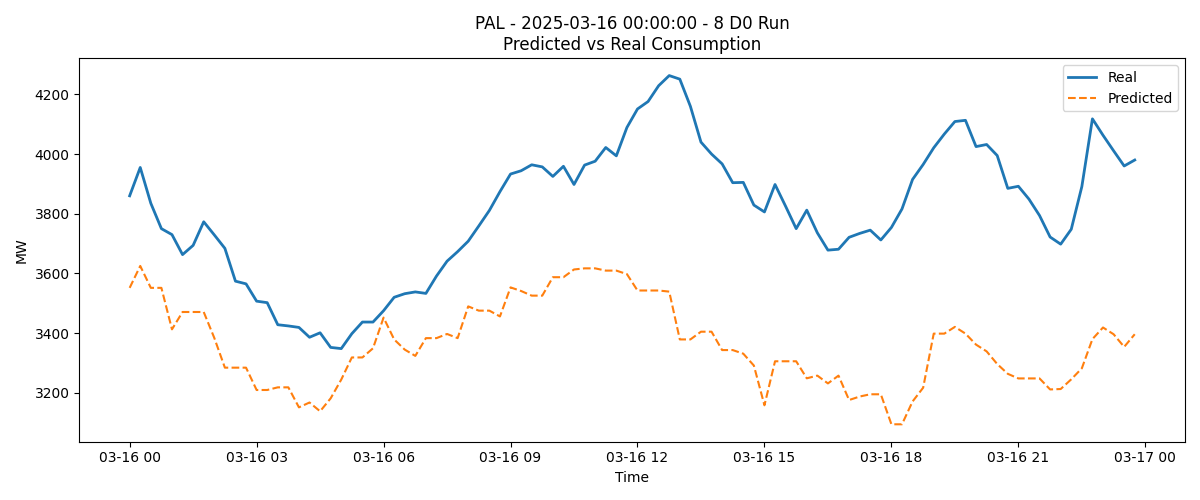 PAL - 2025-03-16 00:00:00 - 8 D0 Run
Predicted vs Real Consumption
Real
Predicted
MW
4200
4000
3800
3600
3400
3200
03-16 00
03-16 03
03-16 06
03-16 09
03-16 12
03-16 15
03-16 18
03-16 21
03-17 00
Time